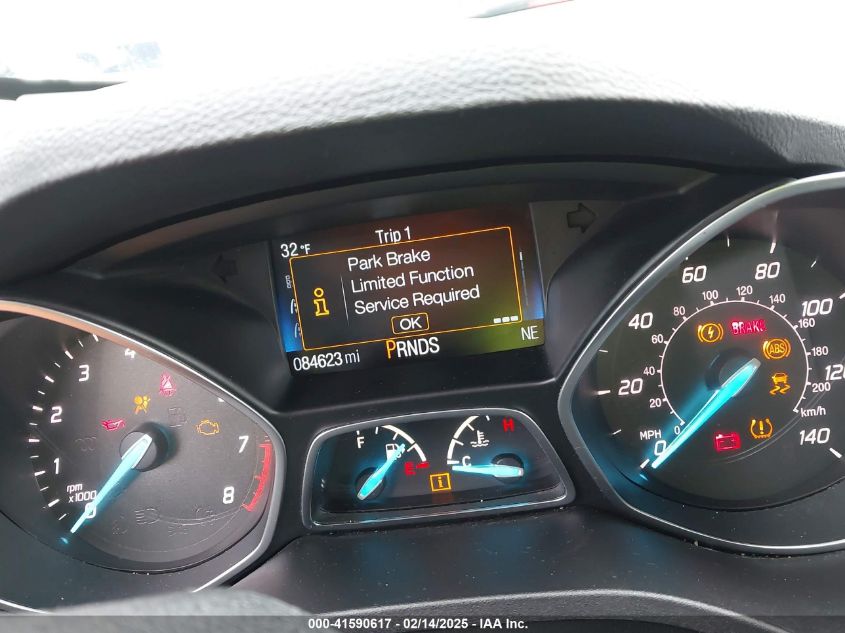 32°F
Trip 1
Park Brake
Limited Function
Service Required
OK
084623 mi
PRNDS
NE
1
2
3
4
7
8
0
rpm
x1000
F
E
C
H
0
20
40
60
80
100
120
140
MPH
0
20
40
60
80
100
120
140
160
180
200
km/h
BRAKE
ABS
000-41590617 - 02/14/2025 - IAA Inc.